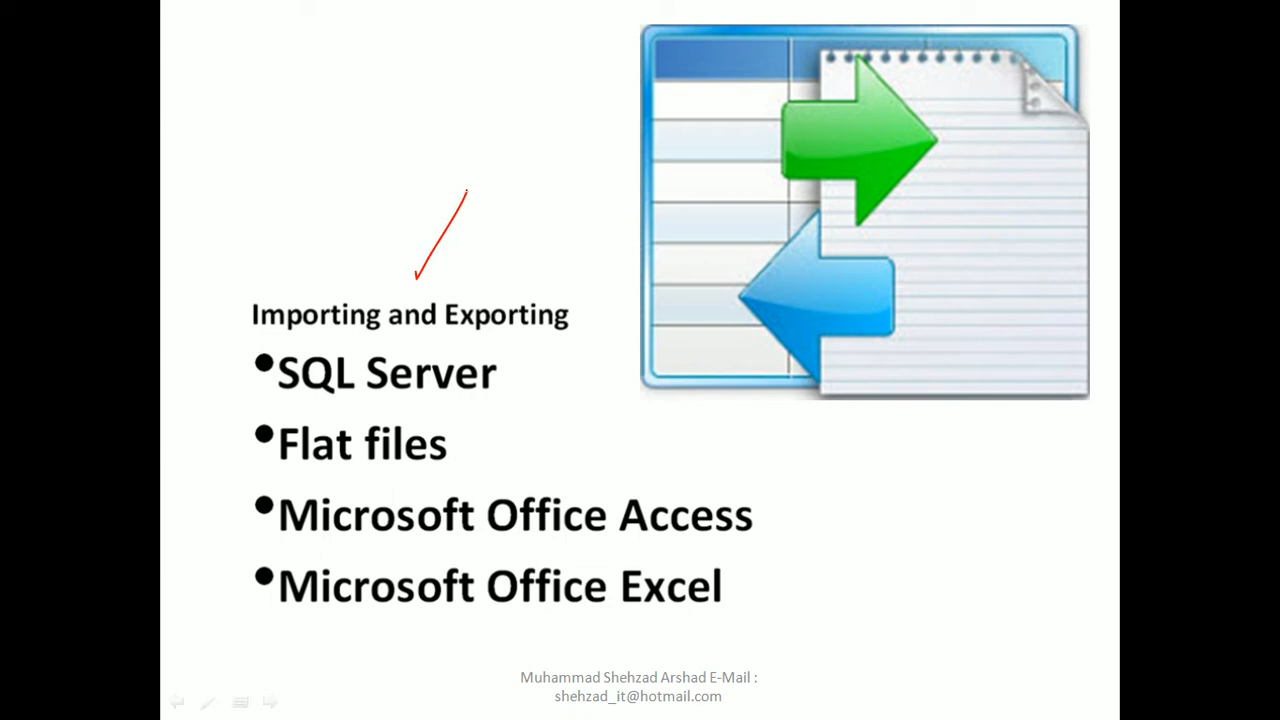 Importing and Exporting
•SQL Server
•Flat files
•Microsoft Office Access
•Microsoft Office Excel
Muhammad Shehzad Arshad E-Mail :
shehzad_it@hotmail.com